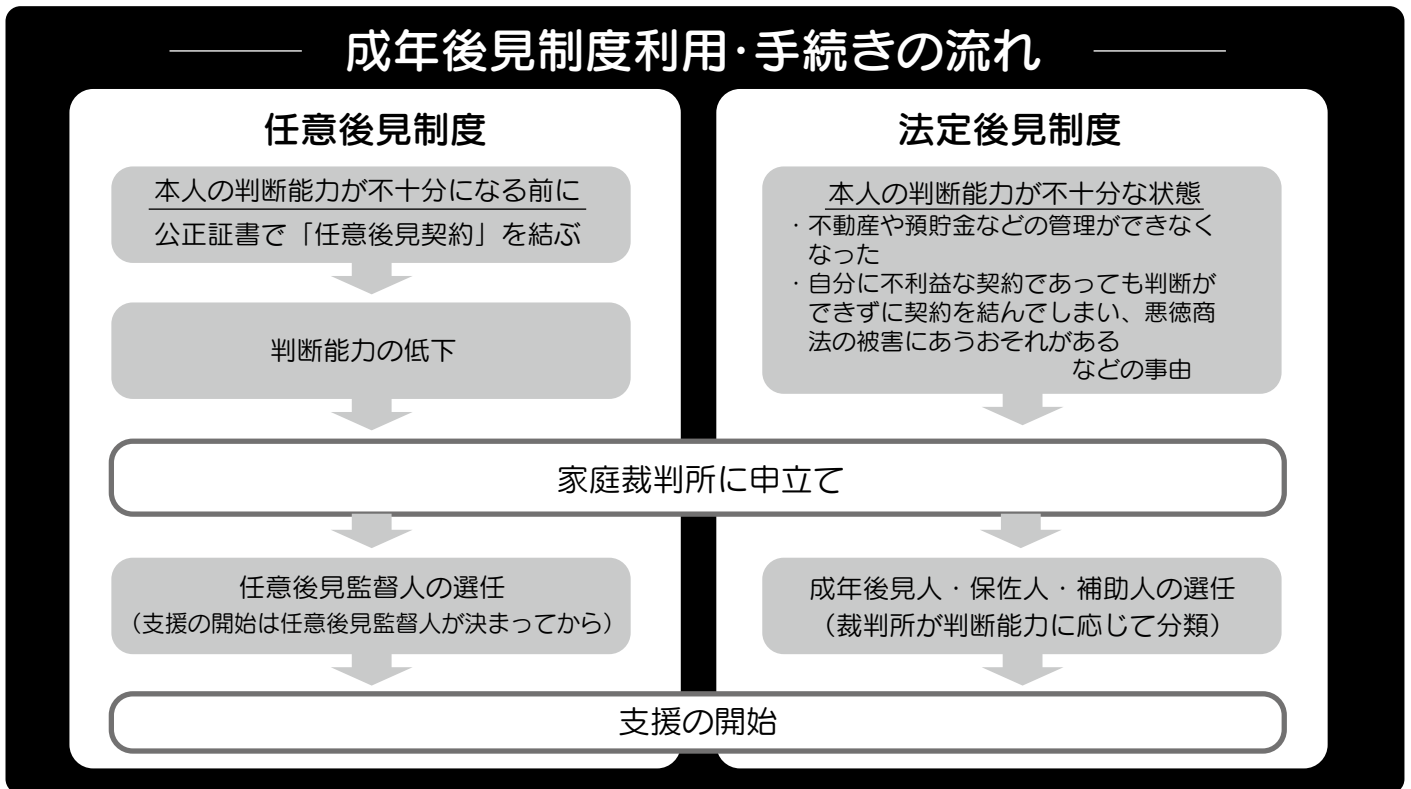 成年後見制度利用・手続きの流れ
任意後見制度
本人の判断能力が不十分になる前に
公正証書で「任意後見契約」を結ぶ
判断能力の低下
法定後見制度
本人の判断能力が不十分な状態
・不動産や預貯金などの管理ができなく
なった
・自分に不利益な契約であっても判断が
できずに契約を結んでしまい、悪徳商
法の被害にあうおそれがある
などの事由
家庭裁判所に申立て
任意後見監督人の選任
（支援の開始は任意後見監督人が決まってから）
成年後見人・保佐人・補助人の選任
（裁判所が判断能力に応じて分類）
支援の開始